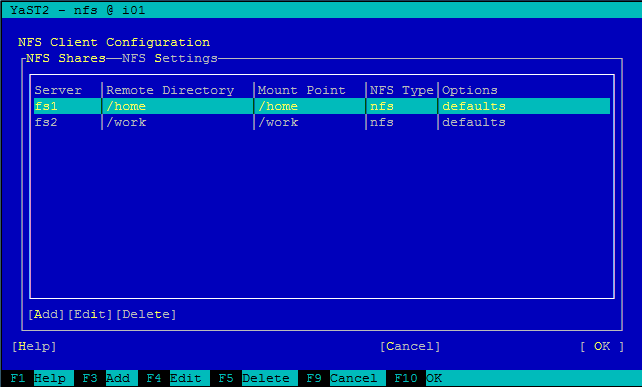 YaST2 - nfs @ i01
NFS Client Configuration
NFS Shares—NFS Settings
Server |Remote Directory |Mount Point |NFS Type|Options
fs1 |/home |/home |nfs |defaults
fs2 |/work |/work |nfs |defaults
[Add][Edit][Delete]
[Help] [Cancel] [ OK ]
F1 Help F3 Add F4 Edit F5 Delete F9 Cancel F10 OK